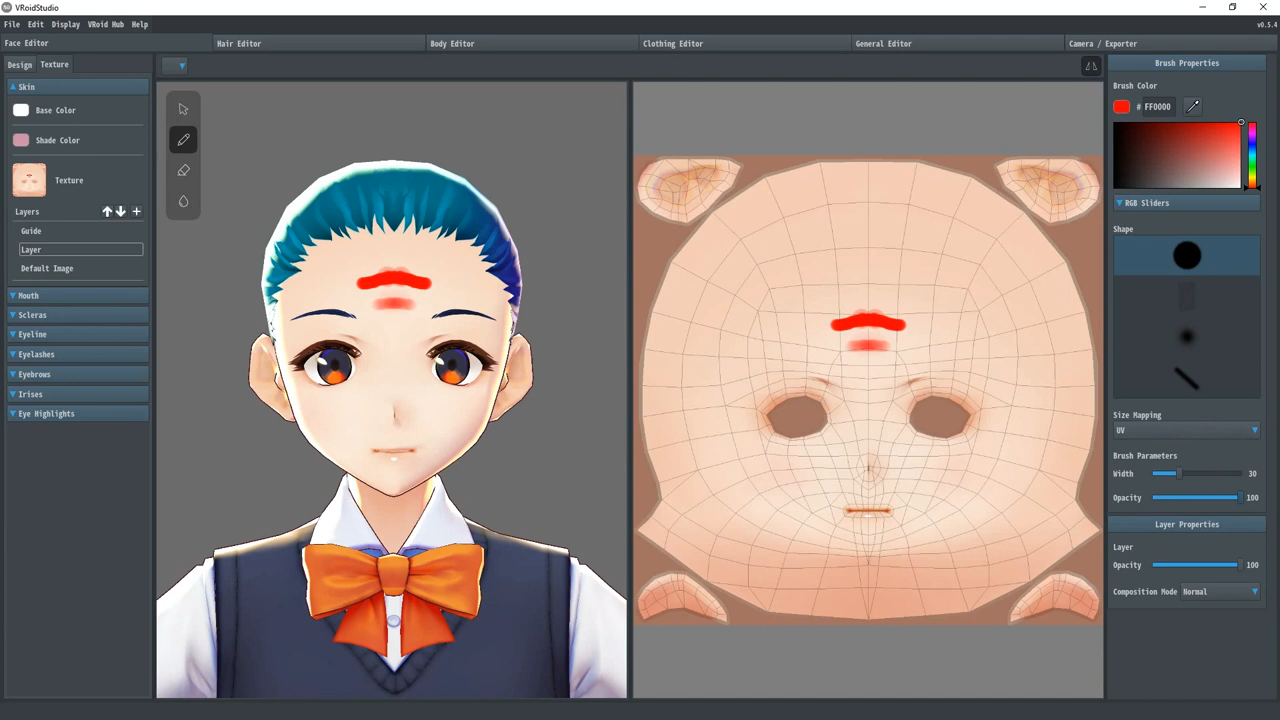 VRoidStudio
File Edit Display VRoid Hub Help
v0.5.4
Face Editor Hair Editor Body Editor Clothing Editor General Editor Camera / Exporter
Design Texture
Skin
Base Color
Shade Color
Texture
Layers
Guide
Layer
Default Image
Mouth
Scleras
Eyeline
Eyelashes
Eyebrows
Irises
Eye Highlights
Brush Properties
Brush Color
# FF0000
RGB Sliders
Shape
Size Mapping
UV
Brush Parameters
Width 30
Opacity 100
Layer Properties
Layer
Opacity 100
Composition Mode Normal